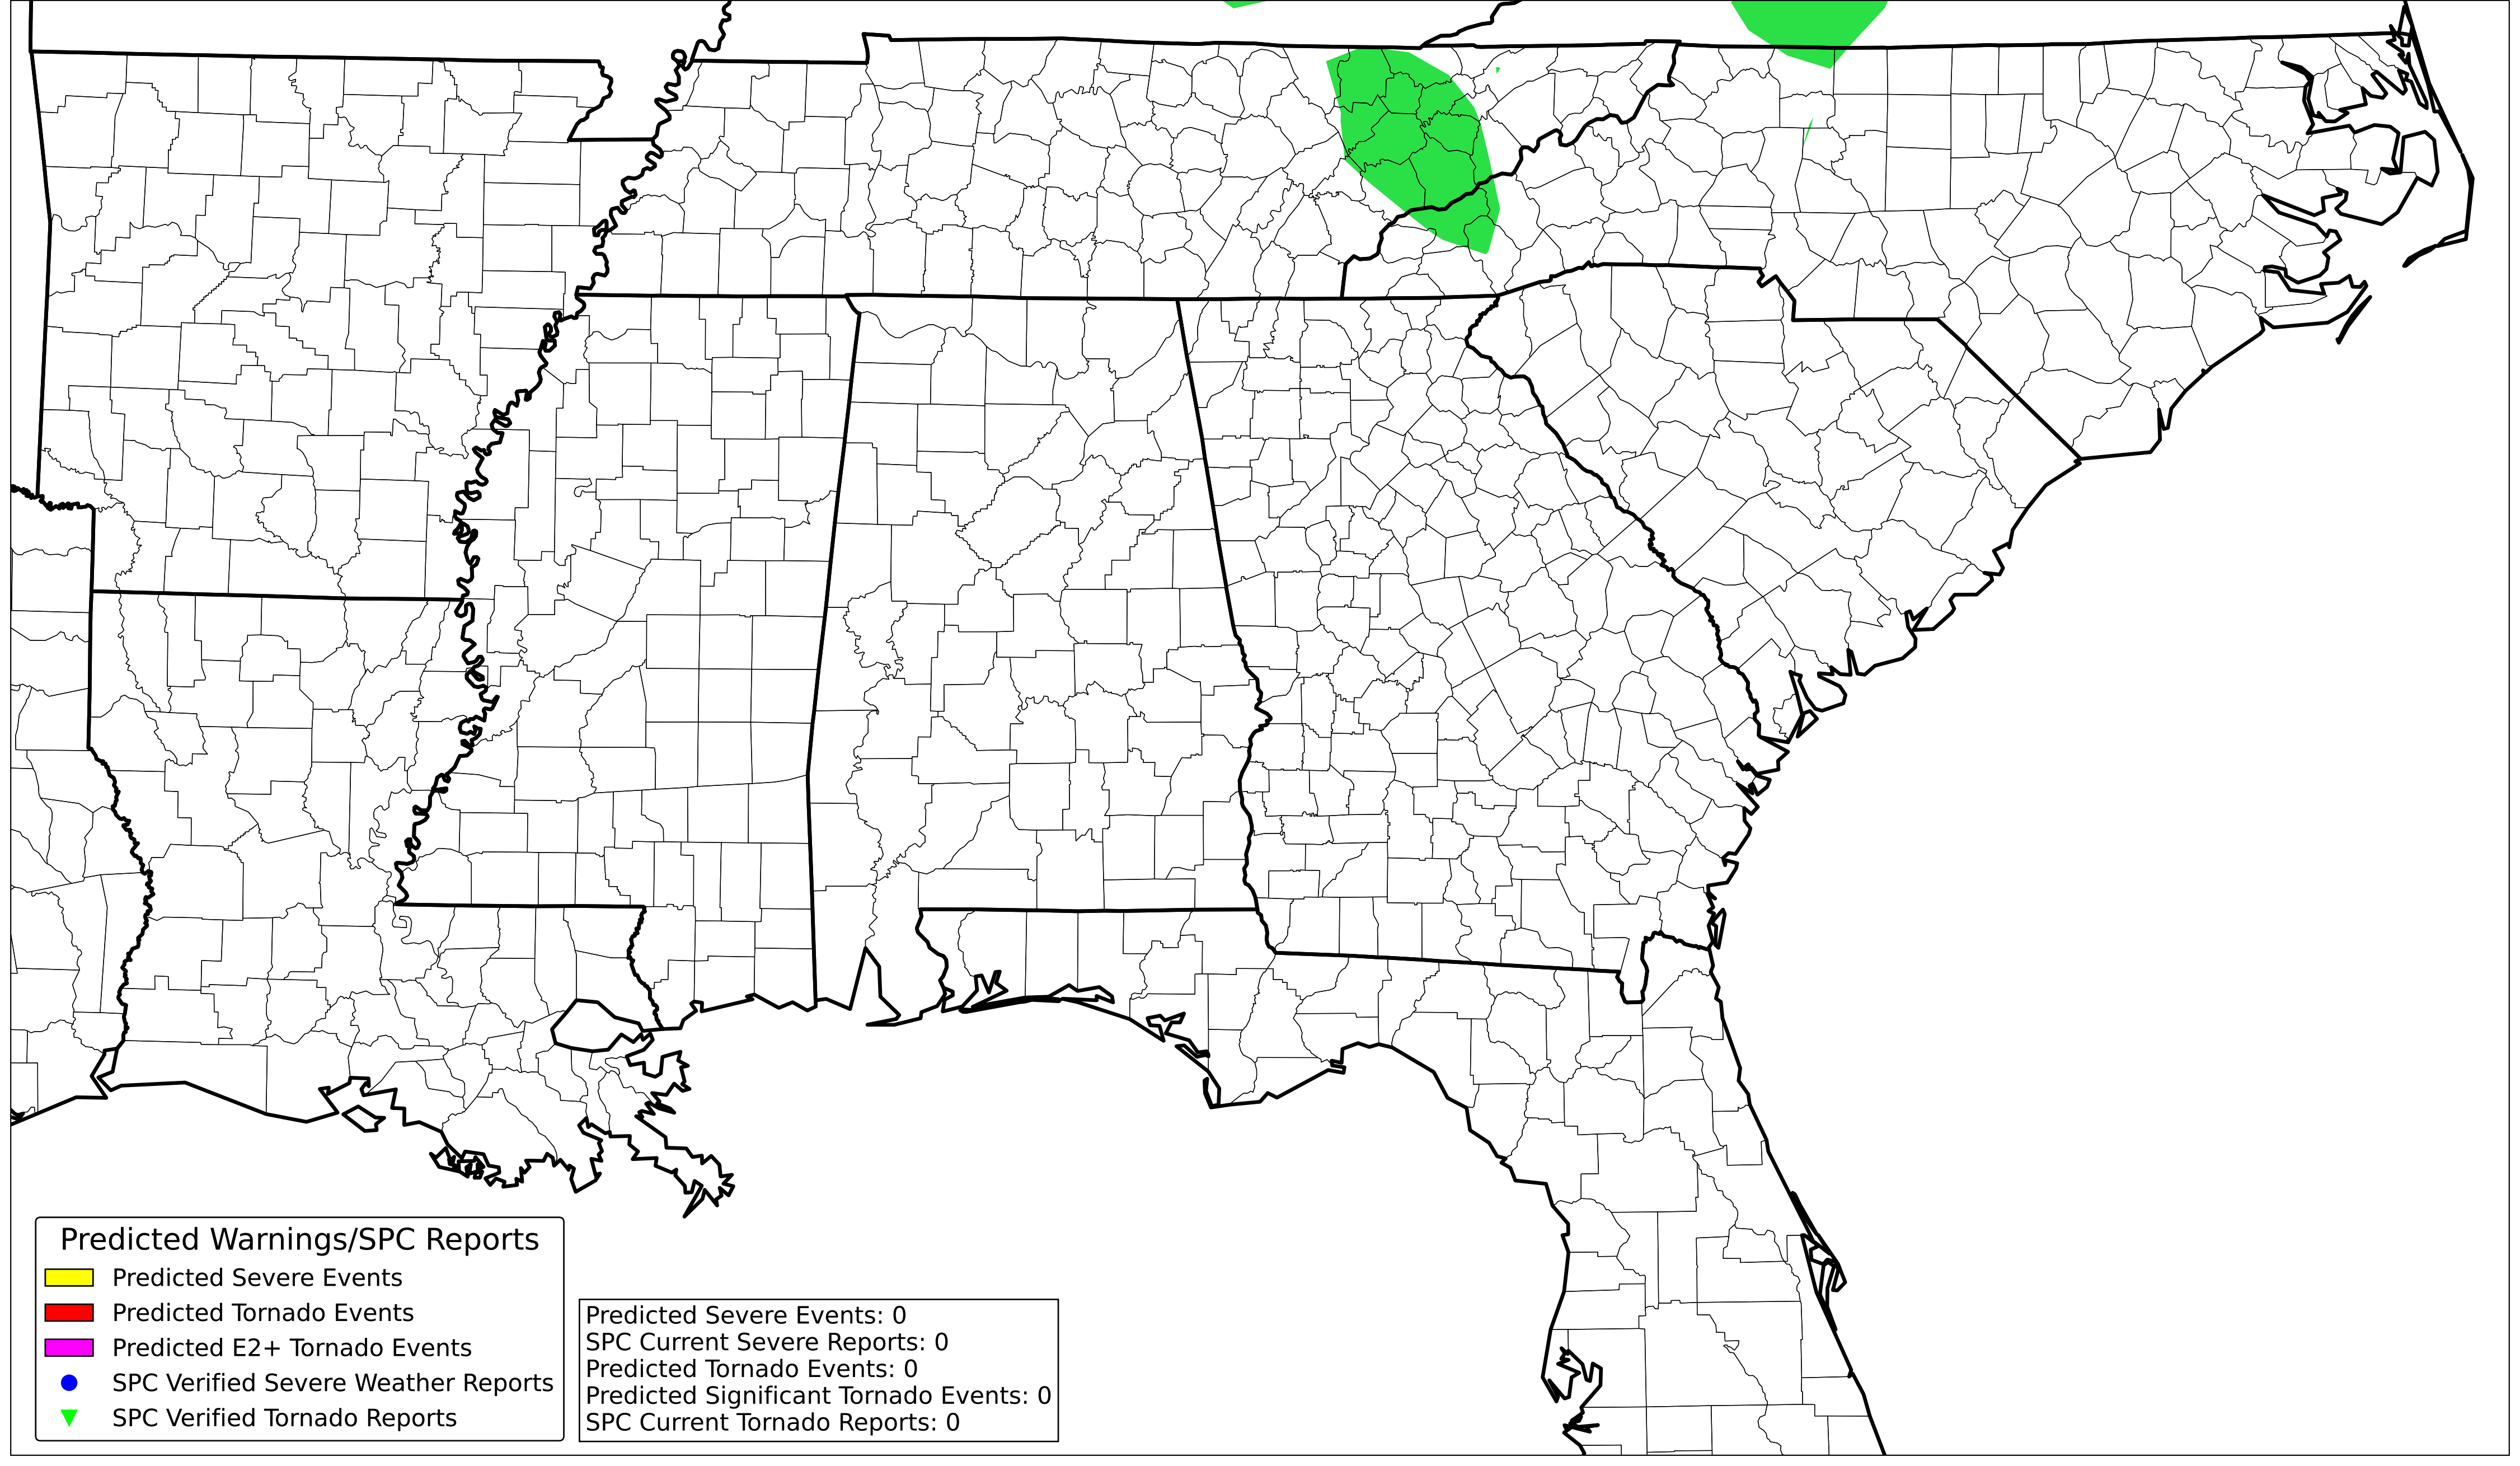 Predicted Warnings/SPC Reports
Predicted Severe Events
Predicted Tornado Events
Predicted E2+ Tornado Events
SPC Verified Severe Weather Reports
SPC Verified Tornado Reports
Predicted Severe Events: 0
SPC Current Severe Reports: 0
Predicted Tornado Events: 0
Predicted Significant Tornado Events: 0
SPC Current Tornado Reports: 0